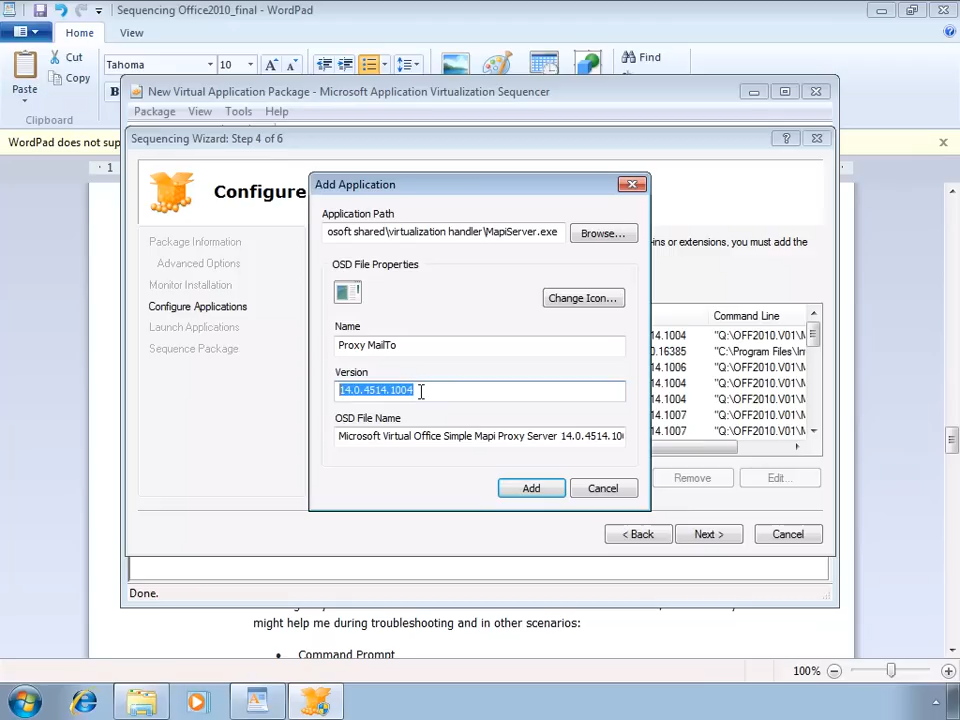 Sequencing Office2010_final - WordPad
Home
View
Paste
Cut
Copy
Clipboard
Tahoma
10
B
Find
WordPad does not sup
1
New Virtual Application Package - Microsoft Application Virtualization Sequencer
Package View Tools Help
Sequencing Wizard: Step 4 of 6
Configure
Package Information
Advanced Options
Monitor Installation
Configure Applications
Launch Applications
Sequence Package
ins or extensions, you must add the
Command Line
14.1004 "Q:\OFF2010.V01\M
0.16385 "C:\Program Files\In
14.1006 "Q:\OFF2010.V01\M
14.1004 "Q:\OFF2010.V01\M
14.1004 "Q:\OFF2010.V01\M
14.1007 "Q:\OFF2010.V01\M
14.1007 "Q:\OFF2010.V01\M
Remove
Edit...
< Back
Next >
Cancel
Add Application
Application Path
osoft shared\virtualization handler\MapiServer.exe
Browse...
OSD File Properties
Change Icon...
Name
Proxy MailTo
Version
14.0.4514.1004
OSD File Name
Microsoft Virtual Office Simple Mapi Proxy Server 14.0.4514.100
Add
Cancel
Done.
might help me during troubleshooting and in other scenarios:
• Command Prompt
100%